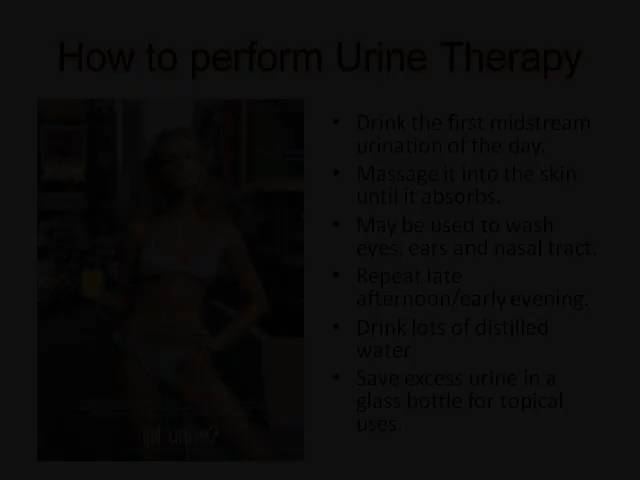 How to perform Urine Therapy
• Drink the first midstream
urination of the day.
• Massage it into the skin
until it absorbs.
• May be used to wash
eyes, ears and nasal tract.
• Repeat late
afternoon/early evening.
• Drink lots of distilled
water
• Save excess urine in a
glass bottle for topical
uses.
got urine?